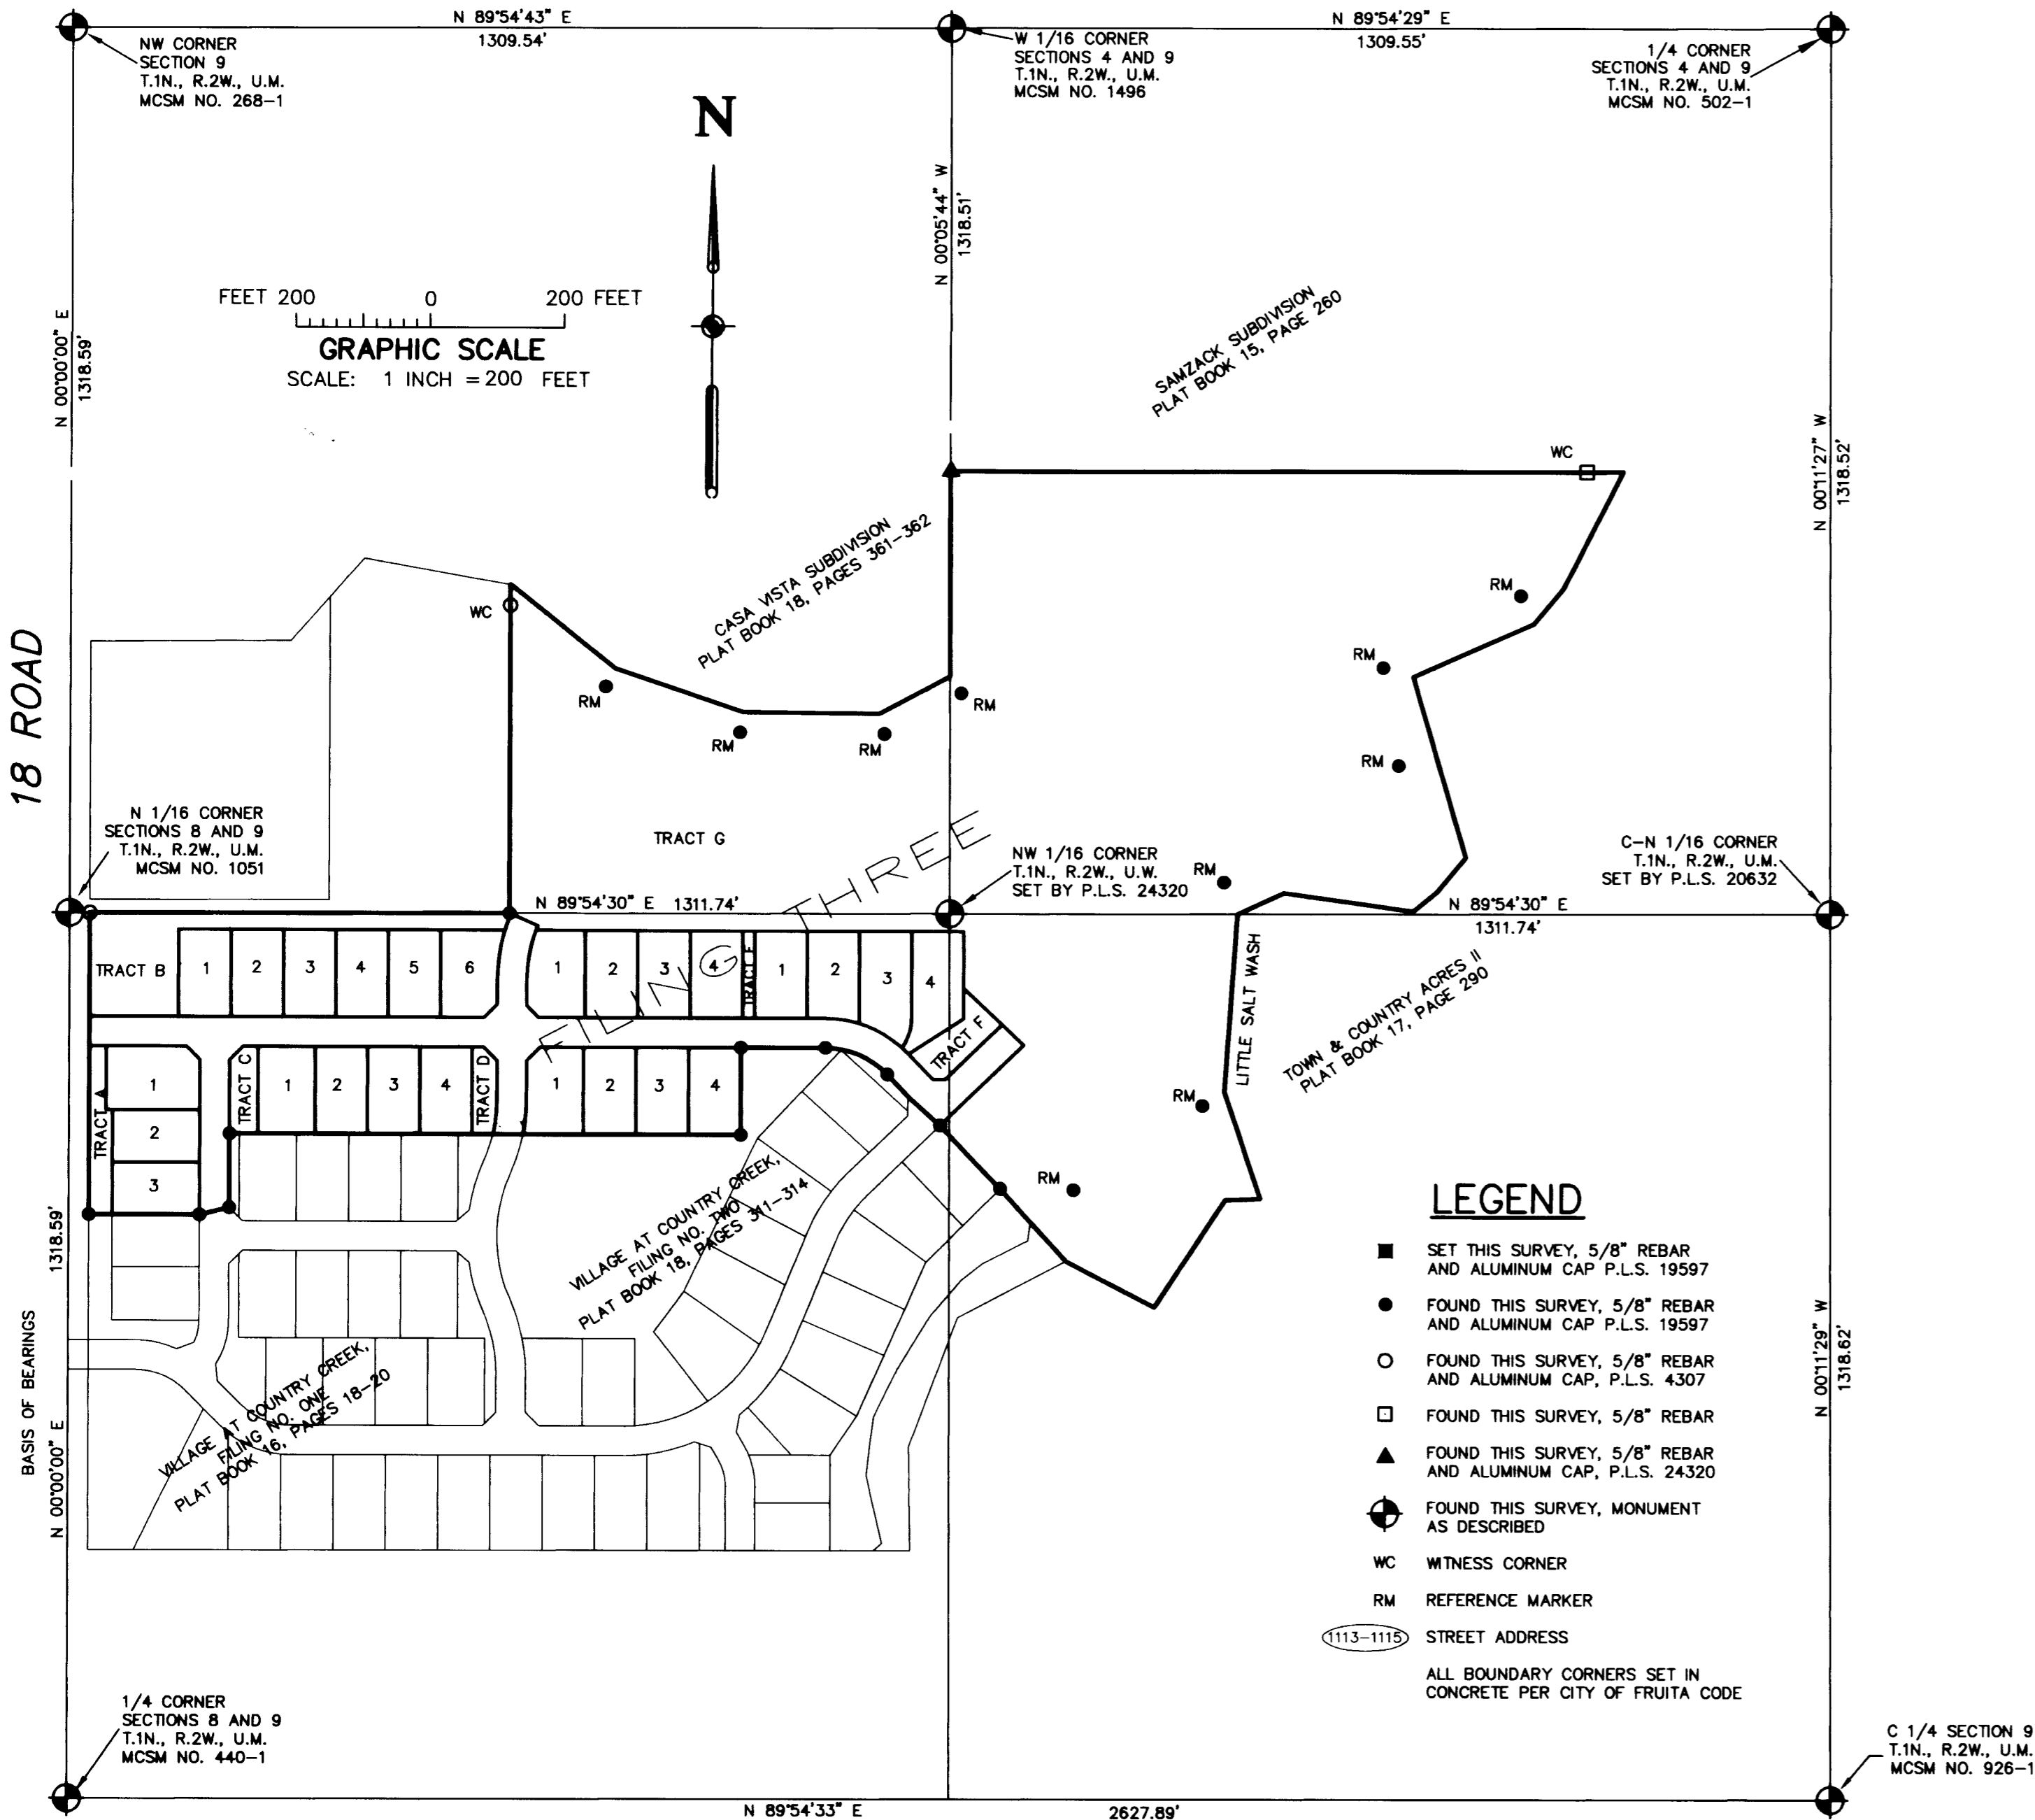 N 89°54'43" E
1309.54'
N 89°54'29" E
1309.55'
NW CORNER
SECTION 9
T.1N., R.2W., U.M.
MCSM NO. 268-1
W 1/16 CORNER
SECTIONS 4 AND 9
T.1N., R.2W., U.M.
MCSM NO. 1496
1/4 CORNER
SECTIONS 4 AND 9
T.1N., R.2W., U.M.
MCSM NO. 502-1
N
N 00°05'44" W
1318.51'
FEET 200 0 200 FEET
GRAPHIC SCALE
SCALE: 1 INCH = 200 FEET
N 00°00'00" E
1318.59'
SAMZACK SUBDIVISION
PLAT BOOK 15, PAGE 260
N 00°11'27" W
1318.52'
WC
CASA VISTA SUBDIVISION
PLAT BOOK 18, PAGES 361-362
WC
RM
RM
RM
RM
RM
RM
RM
RM
18 ROAD
N 1/16 CORNER
SECTIONS 8 AND 9
T.1N., R.2W., U.M.
MCSM NO. 1051
TRACT G
NW 1/16 CORNER
T.1N., R.2W., U.W.
SET BY P.L.S. 24320
C-N 1/16 CORNER
T.1N., R.2W., U.M.
SET BY P.L.S. 20632
N 89°54'30" E 1311.74'
N 89°54'30" E
1311.74'
FILING THREE
TRACT B 1 2 3 4 5 6
1 2 3 4 TRACT E 1 2 3 4
TRACT F
LITTLE SALT WASH
TOWN & COUNTRY ACRES II
PLAT BOOK 17, PAGE 290
TRACT A
1
2
3
TRACT C 1 2 3 4 TRACT D
1 2 3 4
RM
RM
VILLAGE AT COUNTRY CREEK,
FILING NO. TWO
PLAT BOOK 18, PAGES 311-314
VILLAGE AT COUNTRY CREEK,
FILING NO. ONE
PLAT BOOK 16, PAGES 18-20
1318.59'
BASIS OF BEARINGS
N 00°00'00" E
N 00°11'29" W
1318.62'
LEGEND
SET THIS SURVEY, 5/8" REBAR
AND ALUMINUM CAP P.L.S. 19597
FOUND THIS SURVEY, 5/8" REBAR
AND ALUMINUM CAP P.L.S. 19597
FOUND THIS SURVEY, 5/8" REBAR
AND ALUMINUM CAP, P.L.S. 4307
FOUND THIS SURVEY, 5/8" REBAR
FOUND THIS SURVEY, 5/8" REBAR
AND ALUMINUM CAP, P.L.S. 24320
FOUND THIS SURVEY, MONUMENT
AS DESCRIBED
WC WITNESS CORNER
RM REFERENCE MARKER
1113-1115 STREET ADDRESS
ALL BOUNDARY CORNERS SET IN
CONCRETE PER CITY OF FRUITA CODE
1/4 CORNER
SECTIONS 8 AND 9
T.1N., R.2W., U.M.
MCSM NO. 440-1
C 1/4 SECTION 9
T.1N., R.2W., U.M.
MCSM NO. 926-1
N 89°54'33" E 2627.89'